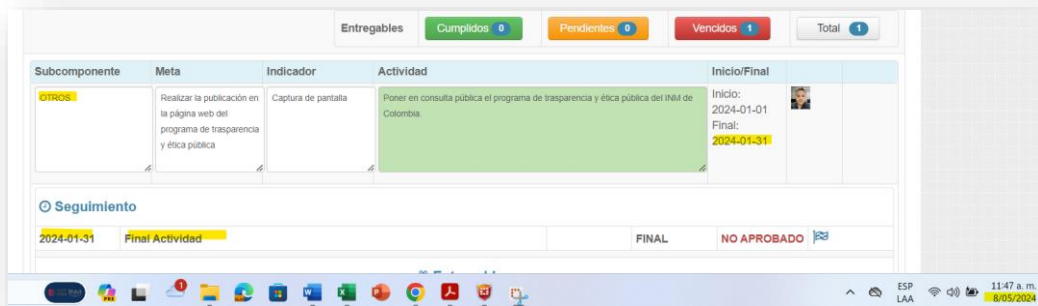 Entregables Cumplidos 0 Pendientes 0 Vencidos 1 Total 1
Subcomponente Meta Indicador Actividad Inicio/Final
OTROS
Realizar la publicación en
la página web del
programa de trasparencia
y ética pública
Captura de pantalla
Poner en consulta pública el programa de trasparencia y ética pública del INM de
Colombia.
Inicio:
2024-01-01
Final:
2024-01-31
Seguimiento
2024-01-31 Final Actividad FINAL NO APROBADO
ESP
LAA
11:47 a. m.
8/05/2024